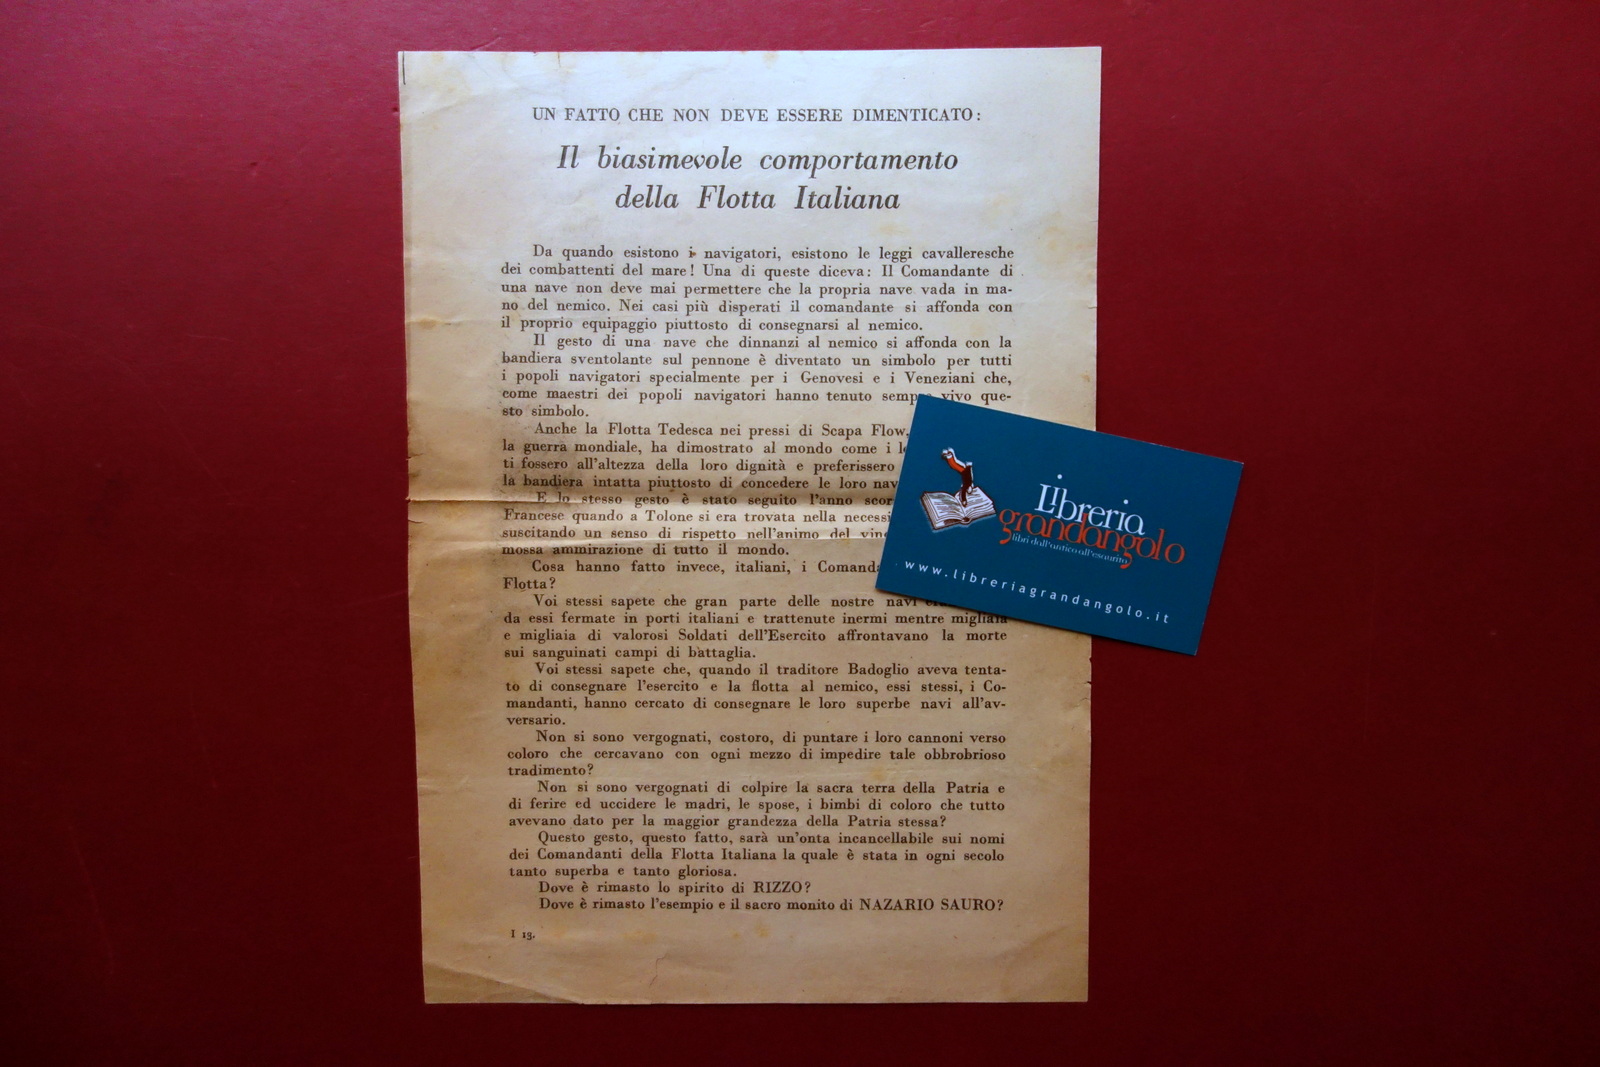 UN FATTO CHE NON DEVE ESSERE DIMENTICATO:
Il biasimevole comportamento
della Flotta Italiana
Da quando esistono i navigatori, esistono le leggi cavalleresche
dei combattenti del mare! Una di queste diceva: Il Comandante di
una nave non deve mai permettere che la propria nave vada in ma-
no del nemico. Nei casi più disperati il comandante si affonda con
il proprio equipaggio piuttosto di consegnarsi al nemico.
Il gesto di una nave che dinnanzi al nemico si affonda con la
bandiera sventolante sul pennone è diventato un simbolo per tutti
i popoli navigatori specialmente per i Genovesi e i Veneziani che,
come maestri dei popoli navigatori hanno tenuto vivo que-
sto simbolo.
Anche la Flotta Tedesca nei pressi di Scapa Flow,
la guerra mondiale, ha dimostrato al mondo come i
ti fossero all'altezza della loro dignità e preferissero
la bandiera intatta piuttosto di concedere le loro
E lo stesso gesto è stato seguito l'anno
Francese quando a Tolone si era trovata nella
suscitando un senso di rispetto nell'animo del
mossa ammirazione di tutto il mondo.
Cosa hanno fatto invece, italiani, i
Flotta?
Voi stessi sapete che gran parte delle nostre navi
da essi fermate in porti italiani e trattenute inermi mentre migliaia
e migliaia di valorosi Soldati dell'Esercito affrontavano la morte
sui sanguinati campi di battaglia.
Voi stessi sapete che, quando il traditore Badoglio aveva tenta-
to di consegnare l'esercito e la flotta al nemico, essi stessi, i Co-
mandanti, hanno cercato di consegnare le loro superbe navi all'av-
versario.
Non si sono vergognati, costoro, di puntare i loro cannoni verso
coloro che cercavano con ogni mezzo di impedire tale obbrobrioso
tradimento?
Non si sono vergognati di colpire la sacra terra della Patria e
di ferire ed uccidere le madri, le spose, i bimbi di coloro che tutto
avevano dato per la maggior grandezza della Patria stessa?
Questo gesto, questo fatto, sarà un'onta incancellabile sui nomi
dei Comandanti della Flotta Italiana la quale è stata in ogni secolo
tanto superba e tanto gloriosa.
Dove è rimasto lo spirito di RIZZO?
Dove è rimasto l'esempio e il sacro monito di NAZARIO SAURO?
I 13.
Libreria
grandangolo
libri dall'antico all'esaurito
www.libreriagrandangolo.it